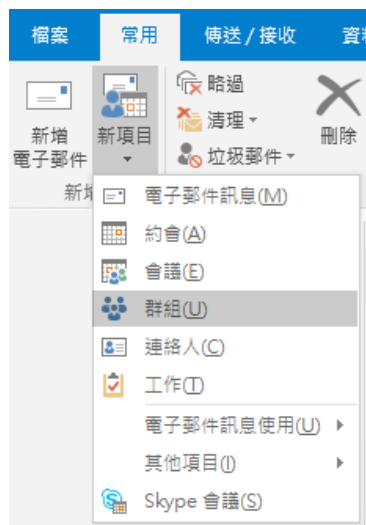 檔案 常用 傳送 / 接收
新增
電子郵件
新項目
略過
清理
垃圾郵件
刪除
電子郵件訊息(M)
約會(A)
會議(E)
群組(U)
連絡人(C)
工作(T)
電子郵件訊息使用(U)
其他項目(I)
Skype 會議(S)